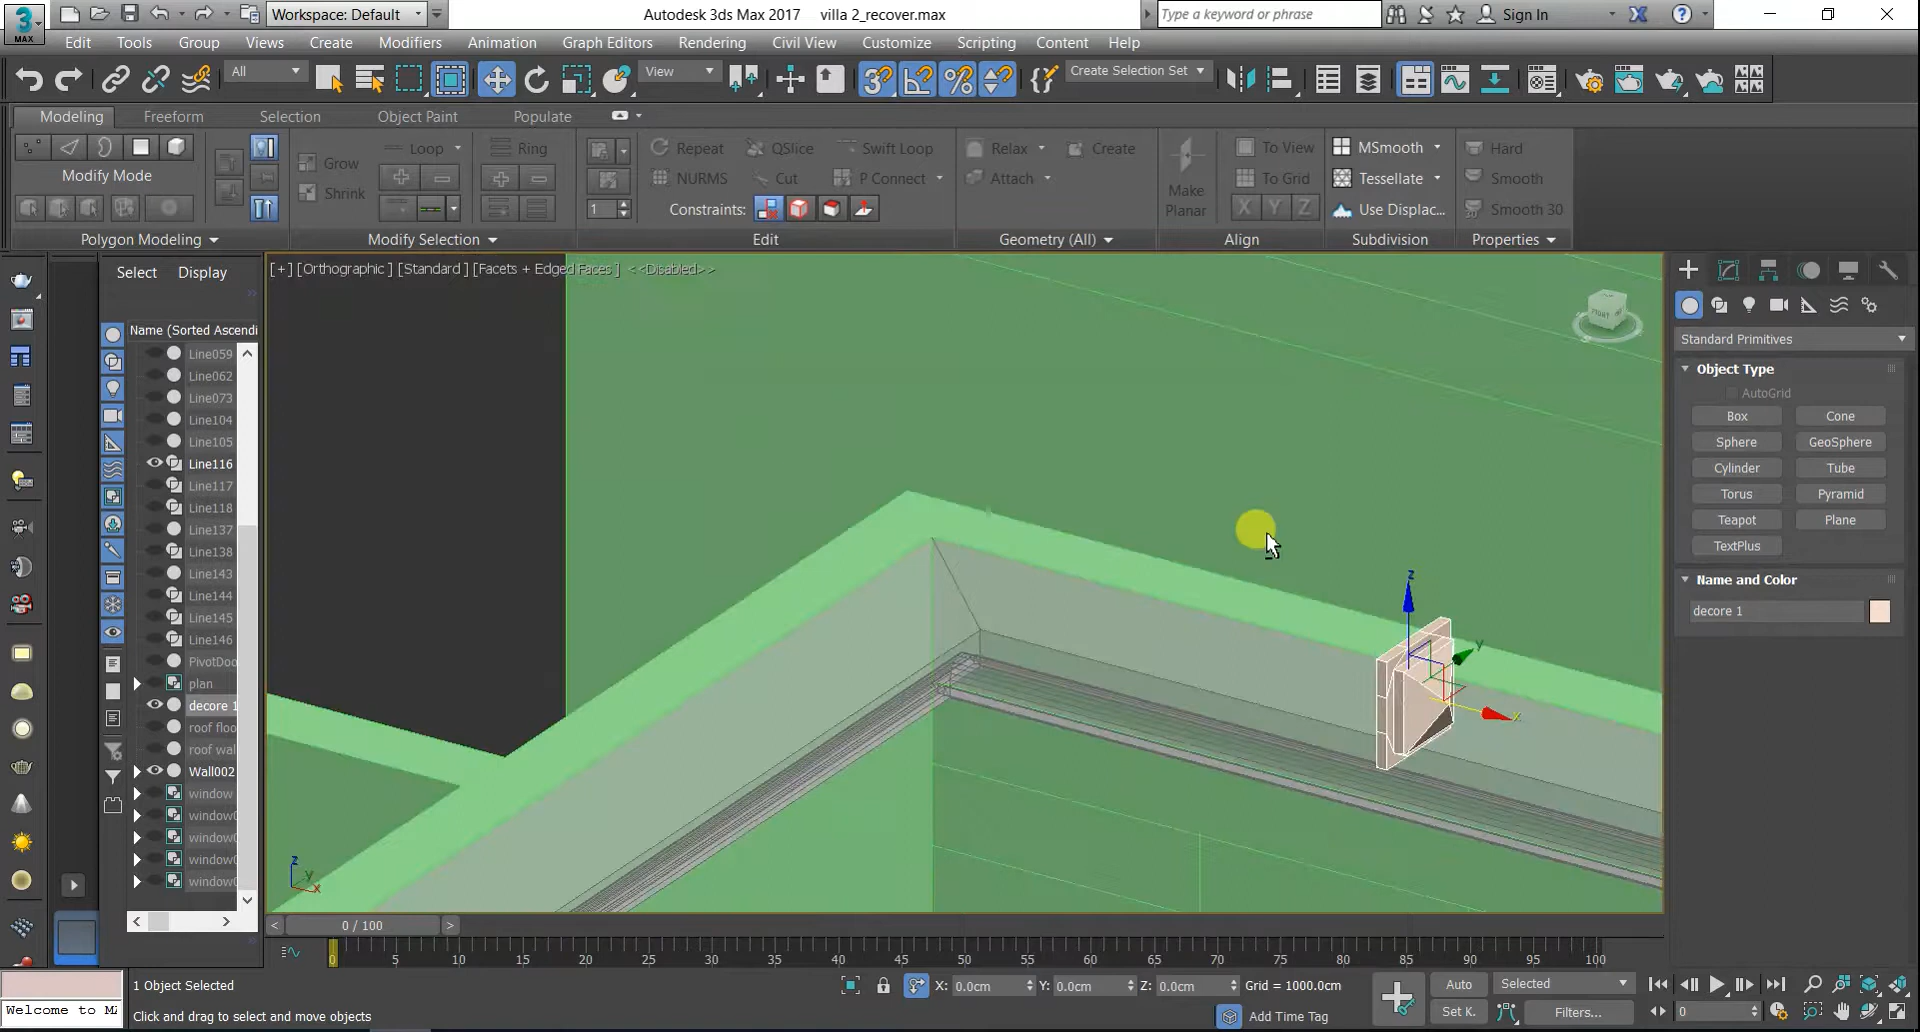 Workspace: Default
Autodesk 3ds Max 2017 villa 2_recover.max
Type a keyword or phrase
Sign In
MAX
Edit Tools Group Views Create Modifiers Animation Graph Editors Rendering Civil View Customize Scripting Content Help
All
View
Create Selection Set
Modeling Freeform Selection Object Paint Populate
Modify Mode
Polygon Modeling
Grow
Shrink
Loop
Ring
Modify Selection
1
Repeat QSlice Swift Loop
NURMS Cut P Connect
Constraints:
Edit
Relax Create
Attach
Geometry (All)
Make Planar
To View
To Grid
X Y Z
Align
MSmooth
Tessellate
Use Displac...
Subdivision
Hard
Smooth
Smooth 30
Properties
Select Display
Name (Sorted Ascendi
Line059
Line062
Line073
Line104
Line105
Line116
Line117
Line118
Line137
Line138
Line143
Line144
Line145
Line146
PivotDoo
plan
decore 1
roof floo
roof wal
Wall002
window
window0
window0
window0
window0
[+] [Orthographic ] [Standard ] [Facets + Edged Faces ] <<Disabled>>
z
y
x
z
y
x
Standard Primitives
Object Type
AutoGrid
Box Cone
Sphere GeoSphere
Cylinder Tube
Torus Pyramid
Teapot Plane
TextPlus
Name and Color
decore 1
0 / 100
0 5 10 15 20 25 30 35 40 45 50 55 60 65 70 75 80 85 90 95 100
1 Object Selected
X: 0.0cm Y: 0.0cm Z: 0.0cm Grid = 1000.0cm
Auto Selected
Welcome to MA
Click and drag to select and move objects
Add Time Tag
Set K. Filters...
0